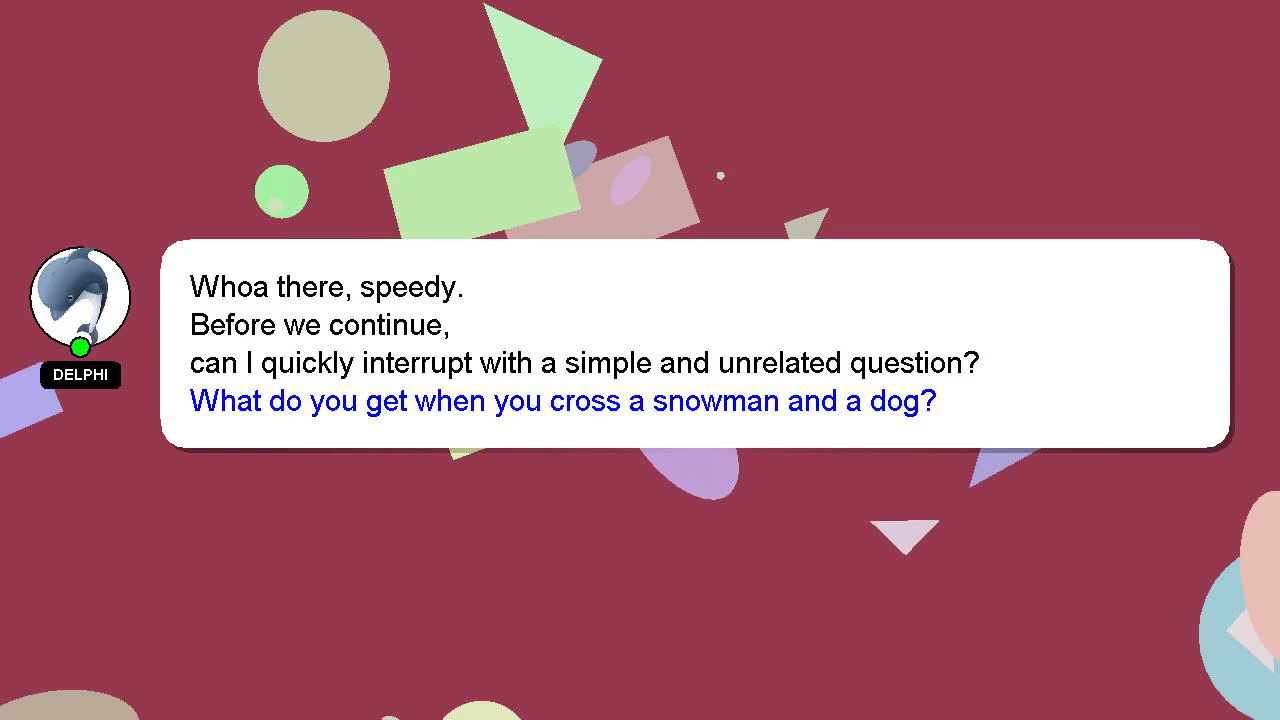 Whoa there, speedy.
Before we continue,
can I quickly interrupt with a simple and unrelated question?
What do you get when you cross a snowman and a dog?
DELPHI